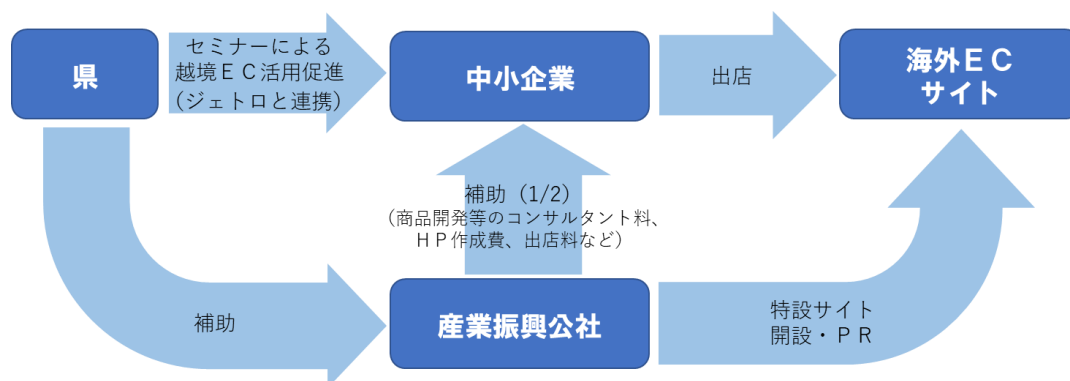 県
セミナーによる
越境ＥＣ活用促進
(ジェトロと連携)
中小企業
出店
海外ＥＣ
サイト
補助（1/2）
（商品開発等のコンサルタント料、
ＨＰ作成費、出店料など）
補助
産業振興公社
特設サイト
開設・ＰＲ